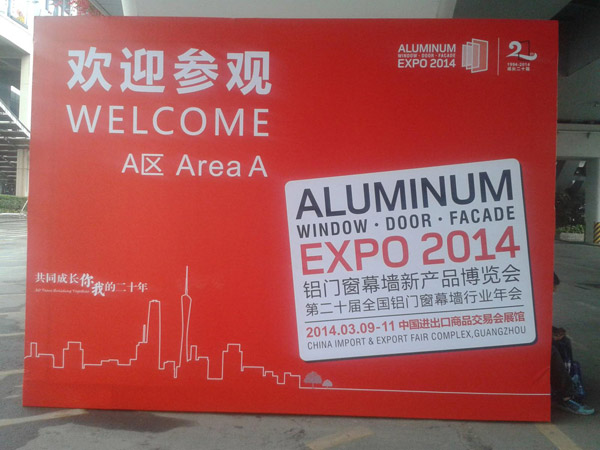 欢迎参观
WELCOME
A区 Area A
ALUMINUM
WINDOW · DOOR · FACADE
EXPO 2014
1994-2014
ALUMINUM
WINDOW · DOOR · FACADE
EXPO 2014
铝门窗幕墙新产品博览会
第二十届全国铝门窗幕墙行业年会
2014.03.09-11 中国进出口商品交易会展馆
CHINA IMPORT & EXPORT FAIR COMPLEX,GUANGZHOU
共同成长你我的二十年